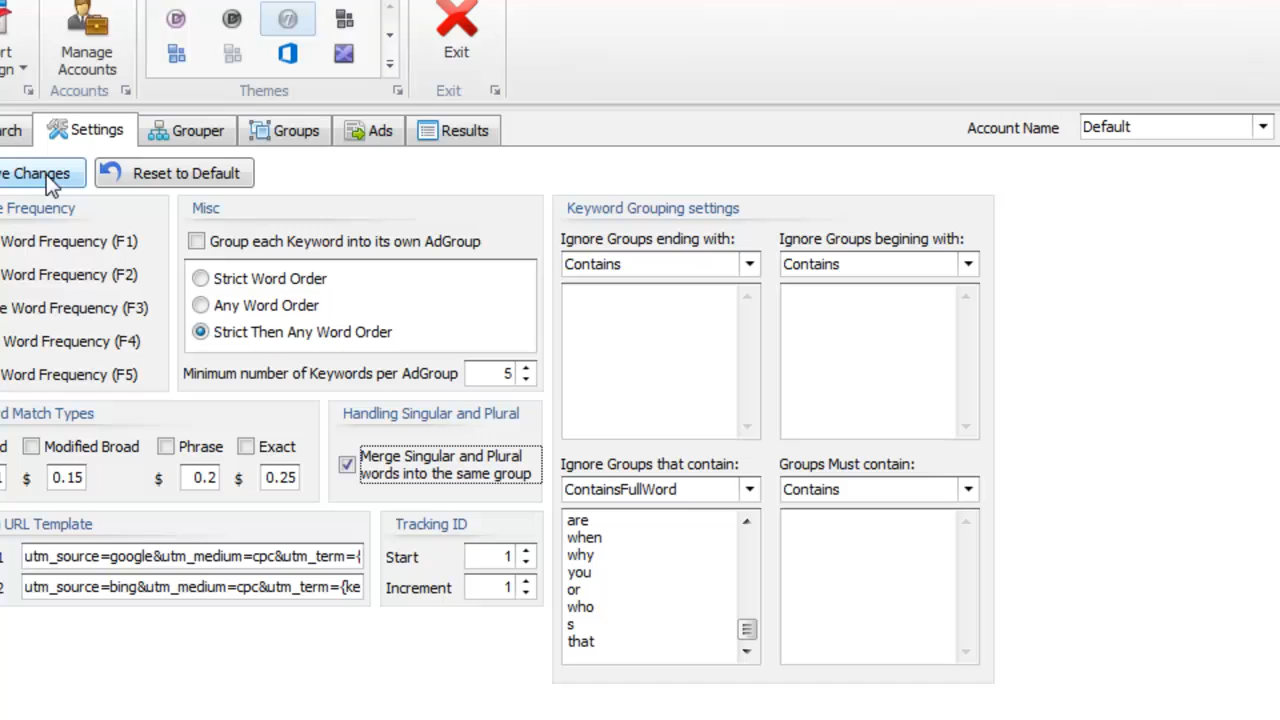 rt
gn
Manage
Accounts
Accounts
Themes
Exit
Exit
rch
Settings
Grouper
Groups
Ads
Results
Account Name
Default
e Changes
Reset to Default
e Frequency
Word Frequency (F1)
Word Frequency (F2)
e Word Frequency (F3)
Word Frequency (F4)
Word Frequency (F5)
Misc
Group each Keyword into its own AdGroup
Strict Word Order
Any Word Order
Strict Then Any Word Order
Minimum number of Keywords per AdGroup
5
d Match Types
d
Modified Broad
Phrase
Exact
$ 0.15
$ 0.2
$ 0.25
Handling Singular and Plural
Merge Singular and Plural
words into the same group
URL Template
1
utm_source=google&utm_medium=cpc&utm_term={
2
utm_source=bing&utm_medium=cpc&utm_term={ke
Tracking ID
Start
1
Increment
1
Keyword Grouping settings
Ignore Groups ending with:
Contains
Ignore Groups begining with:
Contains
Ignore Groups that contain:
ContainsFullWord
are
when
why
you
or
who
s
that
Groups Must contain:
Contains